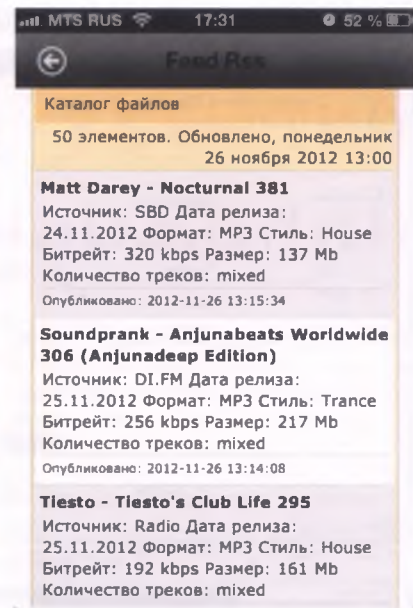 MTS RUS 17:31 52 %
Feed Rss
Каталог файлов
50 элементов. Обновлено, понедельник
26 ноября 2012 13:00
Matt Darey - Nocturnal 381
Источник: SBD Дата релиза:
24.11.2012 Формат: MP3 Стиль: House
Битрейт: 320 kbps Размер: 137 Mb
Количество треков: mixed
Опубликовано: 2012-11-26 13:15:34
Soundprank - Anjunabeats Worldwide
306 (Anjunadeep Edition)
Источник: DI.FM Дата релиза:
25.11.2012 Формат: MP3 Стиль: Trance
Битрейт: 256 kbps Размер: 217 Mb
Количество треков: mixed
Опубликовано: 2012-11-26 13:14:08
Tiesto - Tiesto's Club Life 295
Источник: Radio Дата релиза:
25.11.2012 Формат: MP3 Стиль: House
Битрейт: 192 kbps Размер: 161 Mb
Количество треков: mixed